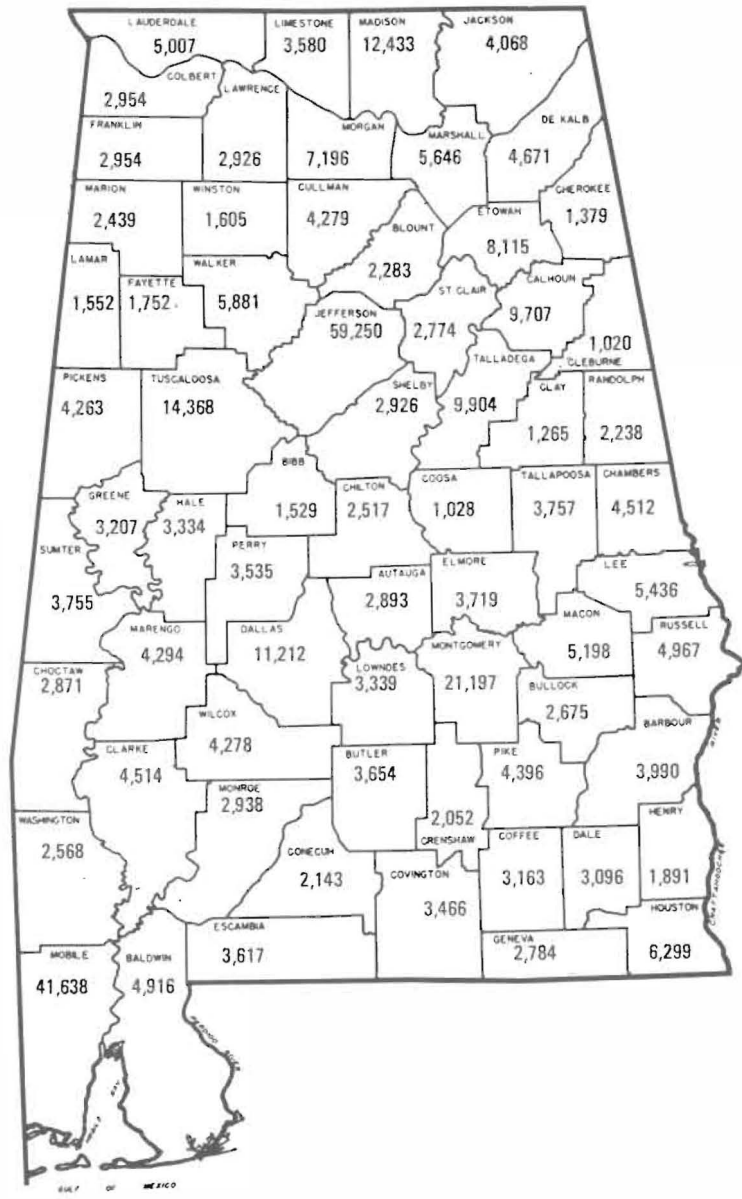 LAUDERDALE
5,007
LIMESTONE
3,580
MADISON
12,433
JACKSON
4,068
COLBERT
2,954
LAWRENCE
2,926
FRANKLIN
2,954
MORGAN
7,196
MARSHALL
5,646
DE KALB
4,671
MARION
2,439
WINSTON
1,605
CULLMAN
4,279
BLOUNT
2,283
ETOWAH
8,115
CHEROKEE
1,379
LAMAR
1,552
FAYETTE
1,752
WALKER
5,881
JEFFERSON
59,250
ST CLAIR
2,774
CALHOUN
9,707
1,020
CLEBURNE
PICKENS
4,263
TUSCALOOSA
14,368
SHELBY
2,926
TALLADEGA
9,904
CLAY
1,265
RANDOLPH
2,238
GREENE
3,207
HALE
3,334
BIBB
1,529
CHILTON
2,517
COOSA
1,028
TALLAPOOSA
3,757
CHAMBERS
4,512
SUMTER
3,755
PERRY
3,535
AUTAUGA
2,893
ELMORE
3,719
LEE
5,436
MARENGO
4,294
DALLAS
11,212
LOWNDES
3,339
MONTGOMERY
21,197
MACON
5,198
RUSSELL
4,967
CHOCTAW
2,871
WILCOX
4,278
BULLOCK
2,675
BARBOUR
3,990
CLARKE
4,514
MONROE
2,938
BUTLER
3,654
2,052
CRENSHAW
PIKE
4,396
WASHINGTON
2,568
CONECUH
2,143
COVINGTON
3,466
COFFEE
3,163
DALE
3,096
HENRY
1,891
ESCAMBIA
3,617
GENEVA
2,784
HOUSTON
6,299
MOBILE
41,638
BALDWIN
4,916
CHATTAHOOCHEE
RIVER
PERDIDO RIVER
MOBILE BAY
GULF OF MEXICO